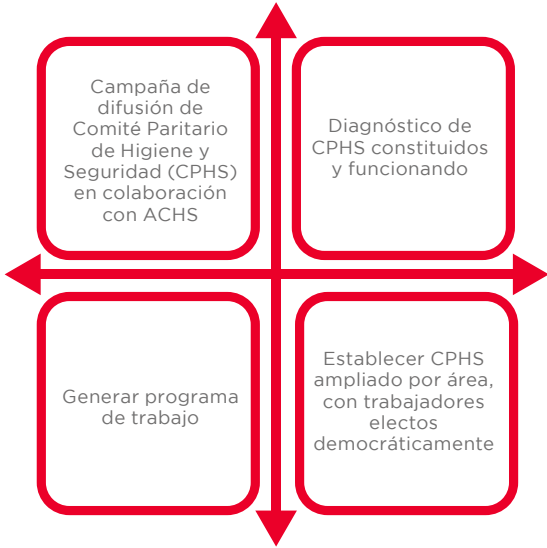 Campaña de
difusión de
Comité Paritario
de Higiene y
Seguridad (CPHS)
en colaboración
con ACHS
Diagnóstico de
CPHS constituidos
y funcionando
Generar programa
de trabajo
Establecer CPHS
ampliado por área,
con trabajadores
electos
democráticamente